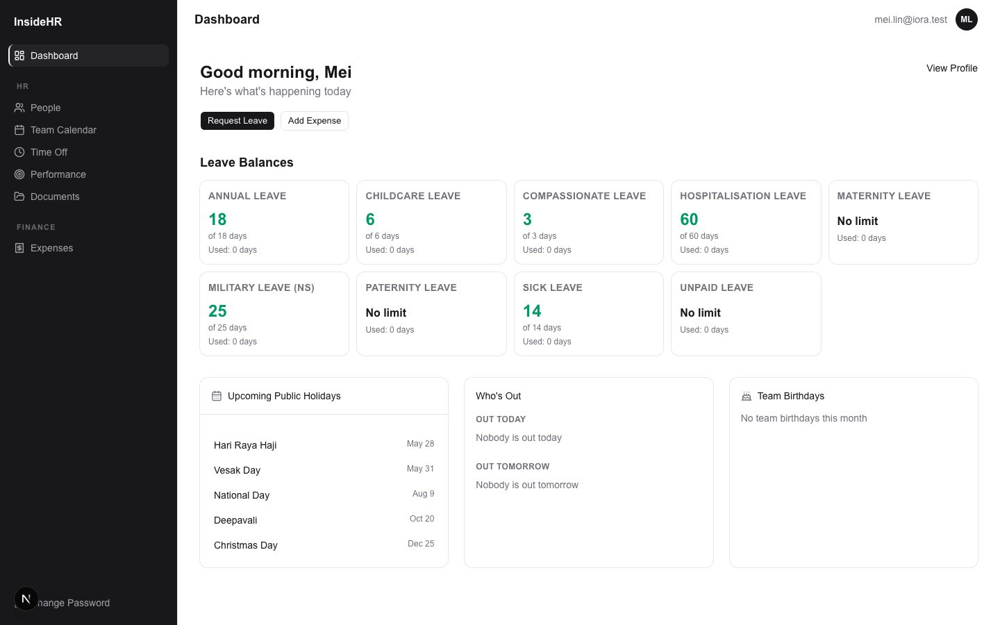 InsideHR
Dashboard
HR
People
Team Calendar
Time Off
Performance
Documents
FINANCE
Expenses
hange Password
N
Dashboard
mei.lin@iora.test
ML
Good morning, Mei
Here's what's happening today
View Profile
Request Leave
Add Expense
Leave Balances
ANNUAL LEAVE
18
of 18 days
Used: 0 days
CHILDCARE LEAVE
6
of 6 days
Used: 0 days
COMPASSIONATE LEAVE
3
of 3 days
Used: 0 days
HOSPITALISATION LEAVE
60
of 60 days
Used: 0 days
MATERNITY LEAVE
No limit
Used: 0 days
MILITARY LEAVE (NS)
25
of 25 days
Used: 0 days
PATERNITY LEAVE
No limit
Used: 0 days
SICK LEAVE
14
of 14 days
Used: 0 days
UNPAID LEAVE
No limit
Used: 0 days
Upcoming Public Holidays
Hari Raya Haji May 28
Vesak Day May 31
National Day Aug 9
Deepavali Oct 20
Christmas Day Dec 25
Who's Out
OUT TODAY
Nobody is out today
OUT TOMORROW
Nobody is out tomorrow
Team Birthdays
No team birthdays this month